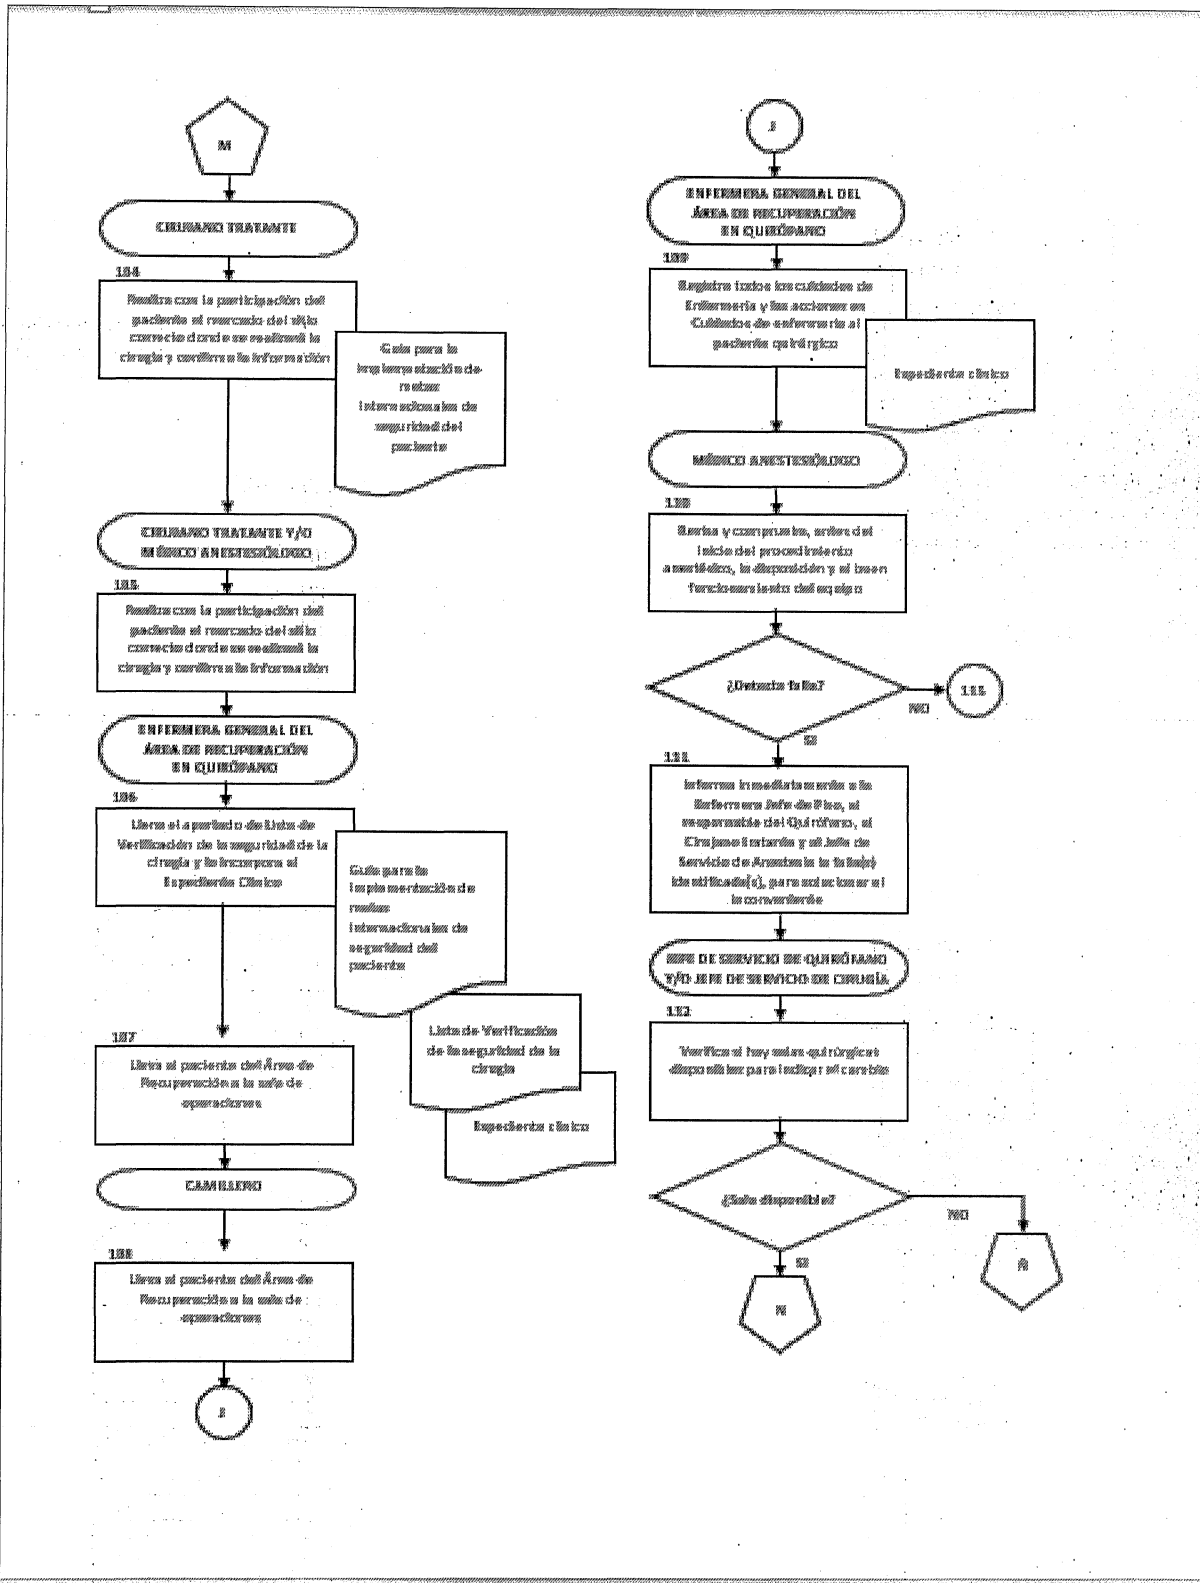 M
CIRUJANO TRATANTE
104
Realiza con la participación del
paciente el marcado del sitio
correcto donde se realizará la
cirugía y confirma la información
Guía para la
implementación de
metas
internacionales de
seguridad del
paciente
CIRUJANO TRATANTE Y/O
MÉDICO ANESTESIÓLOGO
105
Realiza con la participación del
paciente el marcado del sitio
correcto donde se realizará la
cirugía y confirma la información
ENFERMERA GENERAL DEL
ÁREA DE RECUPERACIÓN
EN QUIRÓFANO
106
Llena el apartado de Lista de
Verificación de la seguridad de la
cirugía y la incorpora al
Expediente Clínico
Guía para la
implementación de
metas
internacionales de
seguridad del
paciente
Lista de Verificación
de la seguridad de la
cirugía
Expediente clínico
107
Lleva al paciente del Área de
Recuperación a la sala de
operaciones
CAMILLERO
108
Lleva al paciente del Área de
Recuperación a la sala de
operaciones
J
J
ENFERMERA GENERAL DEL
ÁREA DE RECUPERACIÓN
EN QUIRÓFANO
109
Registra todos los cuidados de
Enfermería y las acciones en
Cuidados de enfermería al
paciente quirúrgico
Expediente clínico
MÉDICO ANESTESIÓLOGO
110
Revisa y comprueba, antes del
inicio del procedimiento
anestésico, la disposición y el buen
funcionamiento del equipo
¿Detecta falla?
NO
115
SI
111
Informa inmediatamente a la
Enfermera Jefe de Piso, al
responsable del Quirófano, al
Cirujano tratante y al Jefe de
Servicio de Anestesia la falla(s)
identificada(s), para solucionar el
inconveniente
JEFE DE SERVICIO DE QUIRÓFANO
Y/O JEFE DE SERVICIO DE CIRUGÍA
112
Verifica si hay salas quirúrgicas
disponibles para indicar el cambio
¿Sala disponible?
NO
Ñ
SI
N